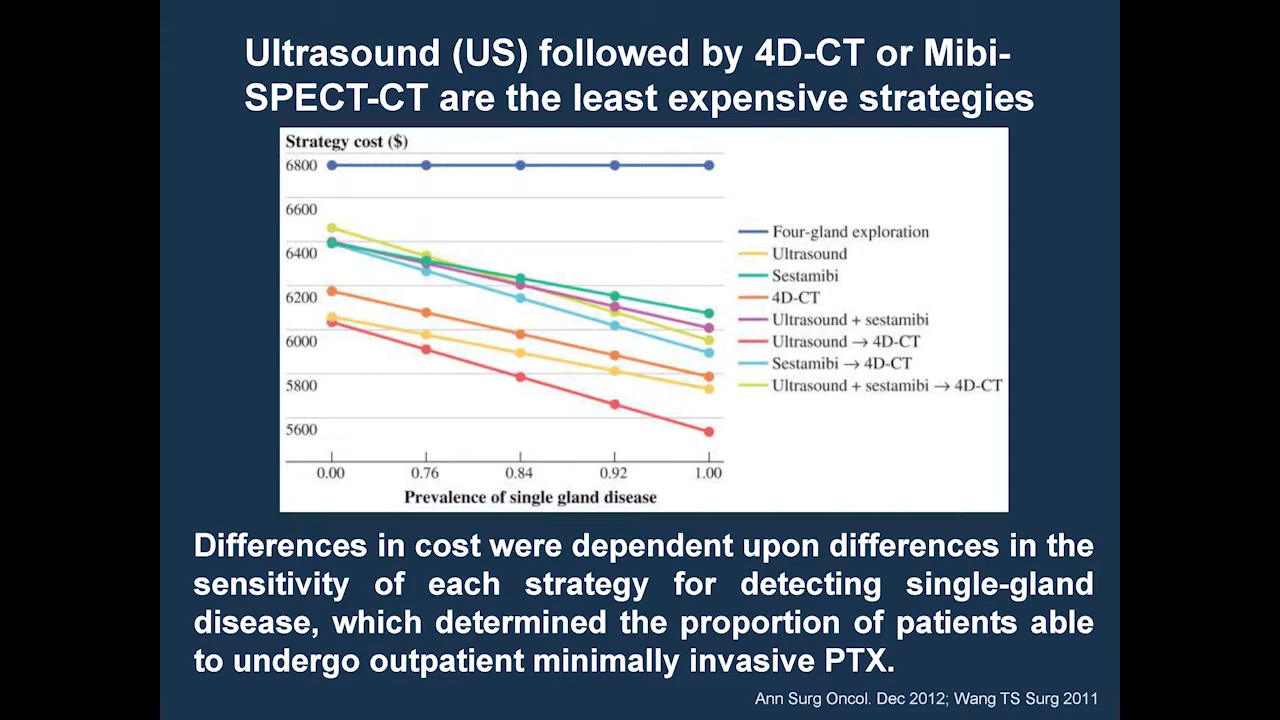 Ultrasound (US) followed by 4D-CT or Mibi-
SPECT-CT are the least expensive strategies
Strategy cost ($)
6800
6600
6400
6200
6000
5800
5600
0.00 0.76 0.84 0.92 1.00
Prevalence of single gland disease
Four-gland exploration
Ultrasound
Sestamibi
4D-CT
Ultrasound + sestamibi
Ultrasound → 4D-CT
Sestamibi → 4D-CT
Ultrasound + sestamibi → 4D-CT
Differences in cost were dependent upon differences in the
sensitivity of each strategy for detecting single-gland
disease, which determined the proportion of patients able
to undergo outpatient minimally invasive PTX.
Ann Surg Oncol. Dec 2012; Wang TS Surg 2011